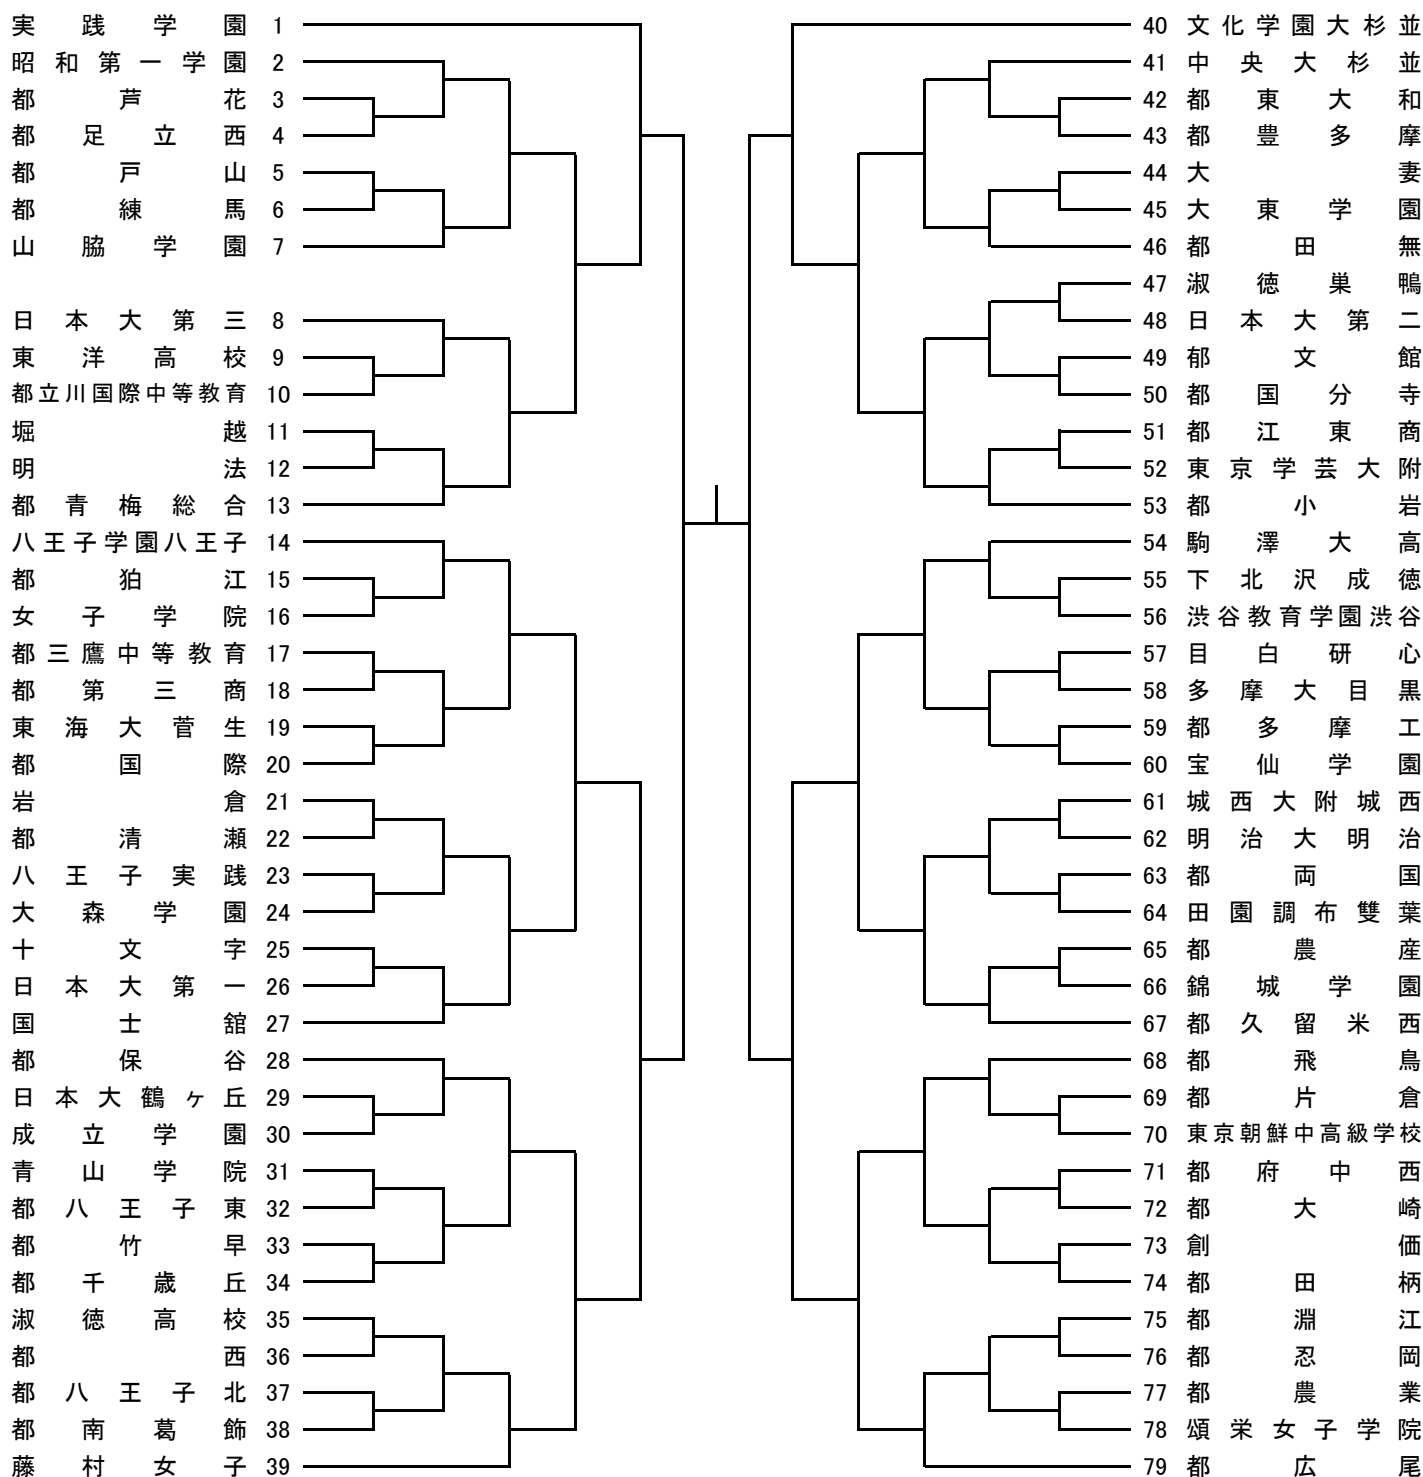 実践学園 1
昭和第一学園 2
都芦花 3
都足立西 4
都戸山 5
都練馬 6
山脇学園 7
日本大第三 8
東洋高校 9
都立川国際中等教育 10
堀越 11
明法 12
都青梅総合 13
八王子学園八王子 14
都狛江 15
女子学院 16
都三鷹中等教育 17
都第三商 18
東海大菅生 19
都国際 20
岩倉 21
都清瀬 22
八王子実践 23
大森学園 24
十文字 25
日本大第一 26
国士舘 27
都保谷 28
日本大鶴ヶ丘 29
成立学園 30
青山学院 31
都八王子東 32
都竹早 33
都千歳丘 34
淑徳高校 35
都西 36
都八王子北 37
都南葛飾 38
藤村女子 39
40 文化学園大杉並
41 中央大杉並
42 都東大和
43 都豊多摩
44 大妻
45 大東学園
46 都田無
47 淑徳巣鴨
48 日本大第二
49 郁文館
50 都国分寺
51 都江東商
52 東京学芸大附
53 都小岩
54 駒澤大高
55 下北沢成徳
56 渋谷教育学園渋谷
57 目白研心
58 多摩大目黒
59 都多摩工
60 宝仙学園
61 城西大附城西
62 明治大明治
63 都両国
64 田園調布雙葉
65 都農産
66 錦城学園
67 都久留米西
68 都飛鳥
69 都片倉
70 東京朝鮮中高級学校
71 都府中西
72 都大崎
73 創価
74 都田柄
75 都淵江
76 都忍岡
77 都農業
78 頌栄女子学院
79 都広尾